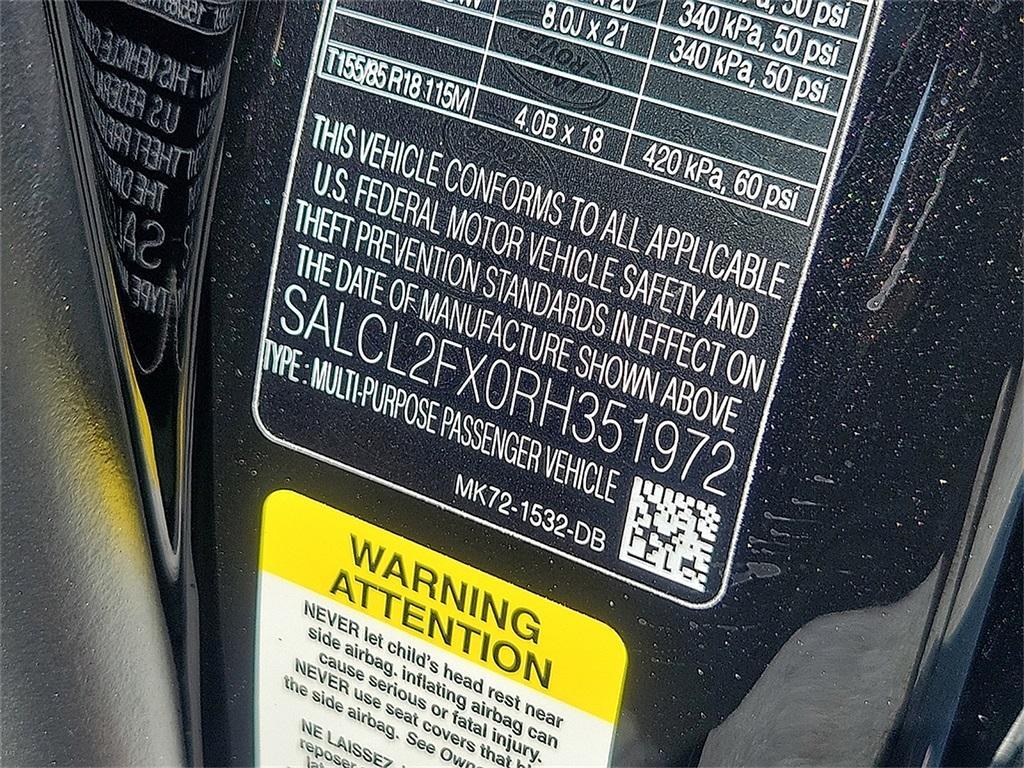 8.0J x 21
340 kPa, 50 psi
340 kPa, 50 psi
T155/85 R18 115M
4.0B x 18
420 kPa, 60 psi
THIS VEHICLE CONFORMS TO ALL APPLICABLE
U.S. FEDERAL MOTOR VEHICLE SAFETY AND
THEFT PREVENTION STANDARDS IN EFFECT ON
THE DATE OF MANUFACTURE SHOWN ABOVE
SALCL2FX0RH351972
TYPE : MULTI-PURPOSE PASSENGER VEHICLE
MK72-1532-DB
WARNING
ATTENTION
NEVER let child's head rest near
side airbag. inflating airbag can
cause serious or fatal injury.
NEVER use seat covers that
the side airbag. See
NE LAISSEZ